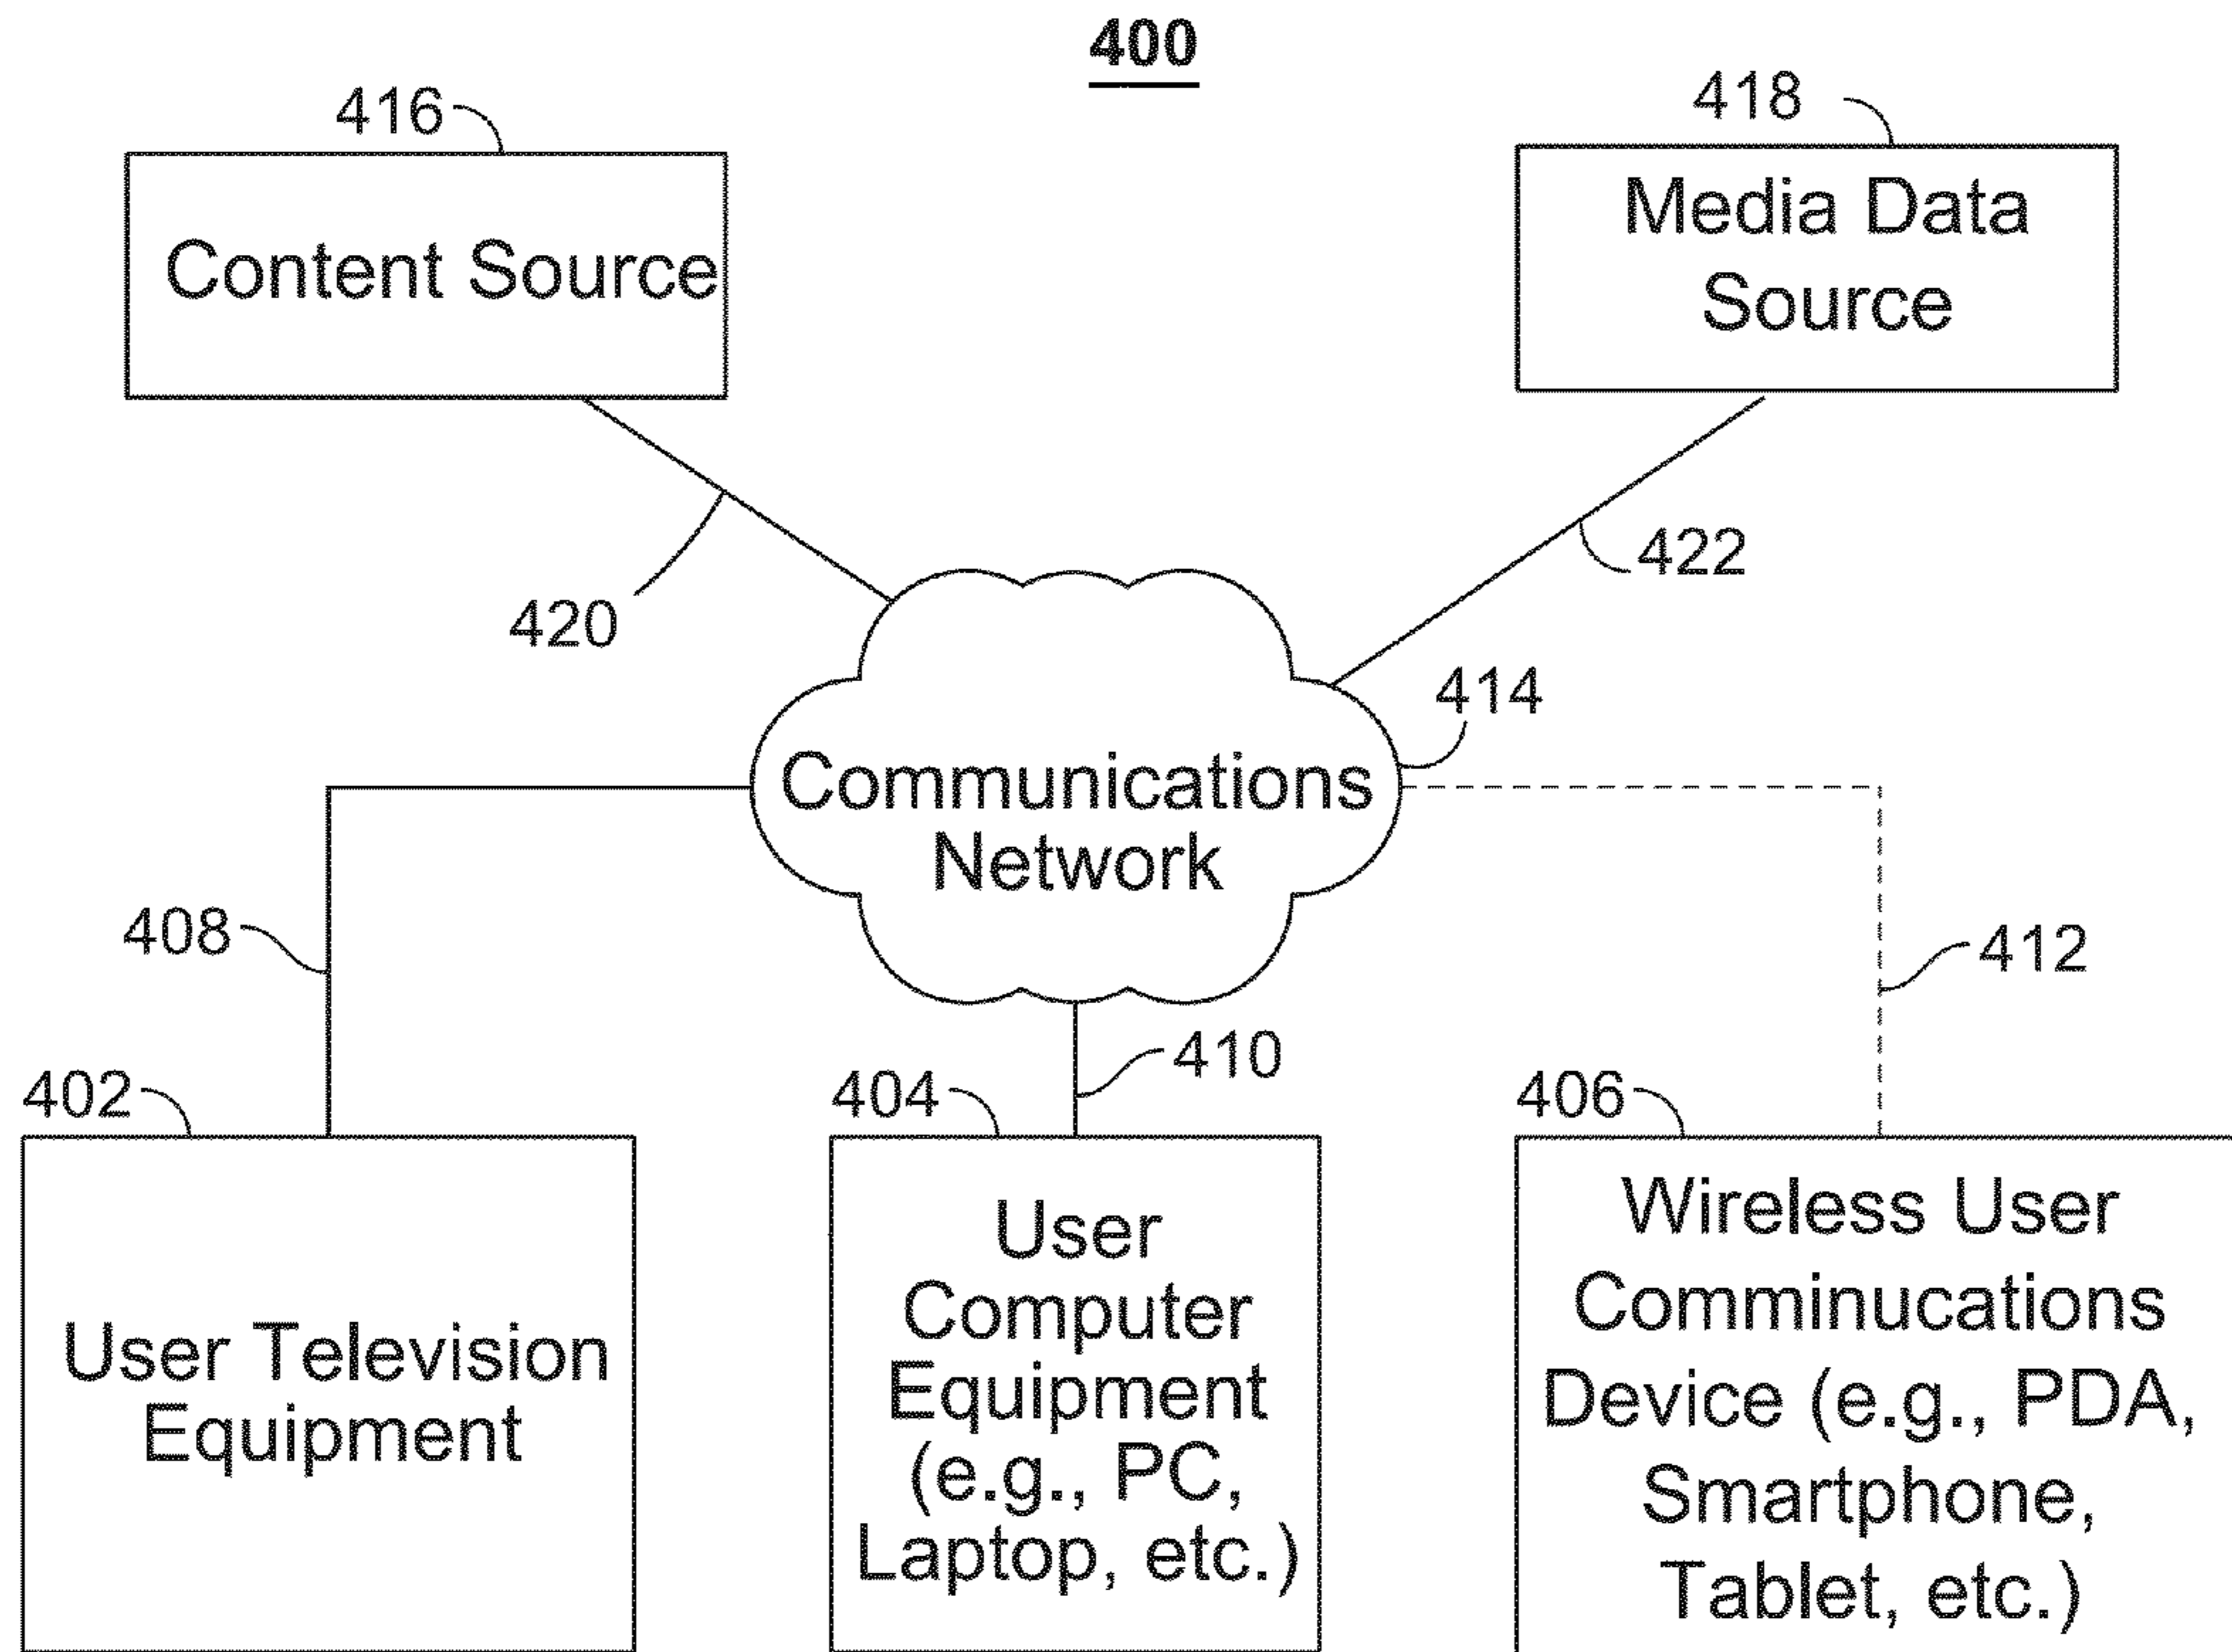 400
416
Content Source
418
Media Data
Source
420
422
414
Communications
Network
408
412
410
402
User Television
Equipment
404
User
Computer
Equipment
(e.g., PC,
Laptop, etc.)
406
Wireless User
Comminucations
Device (e.g., PDA,
Smartphone,
Tablet, etc.)